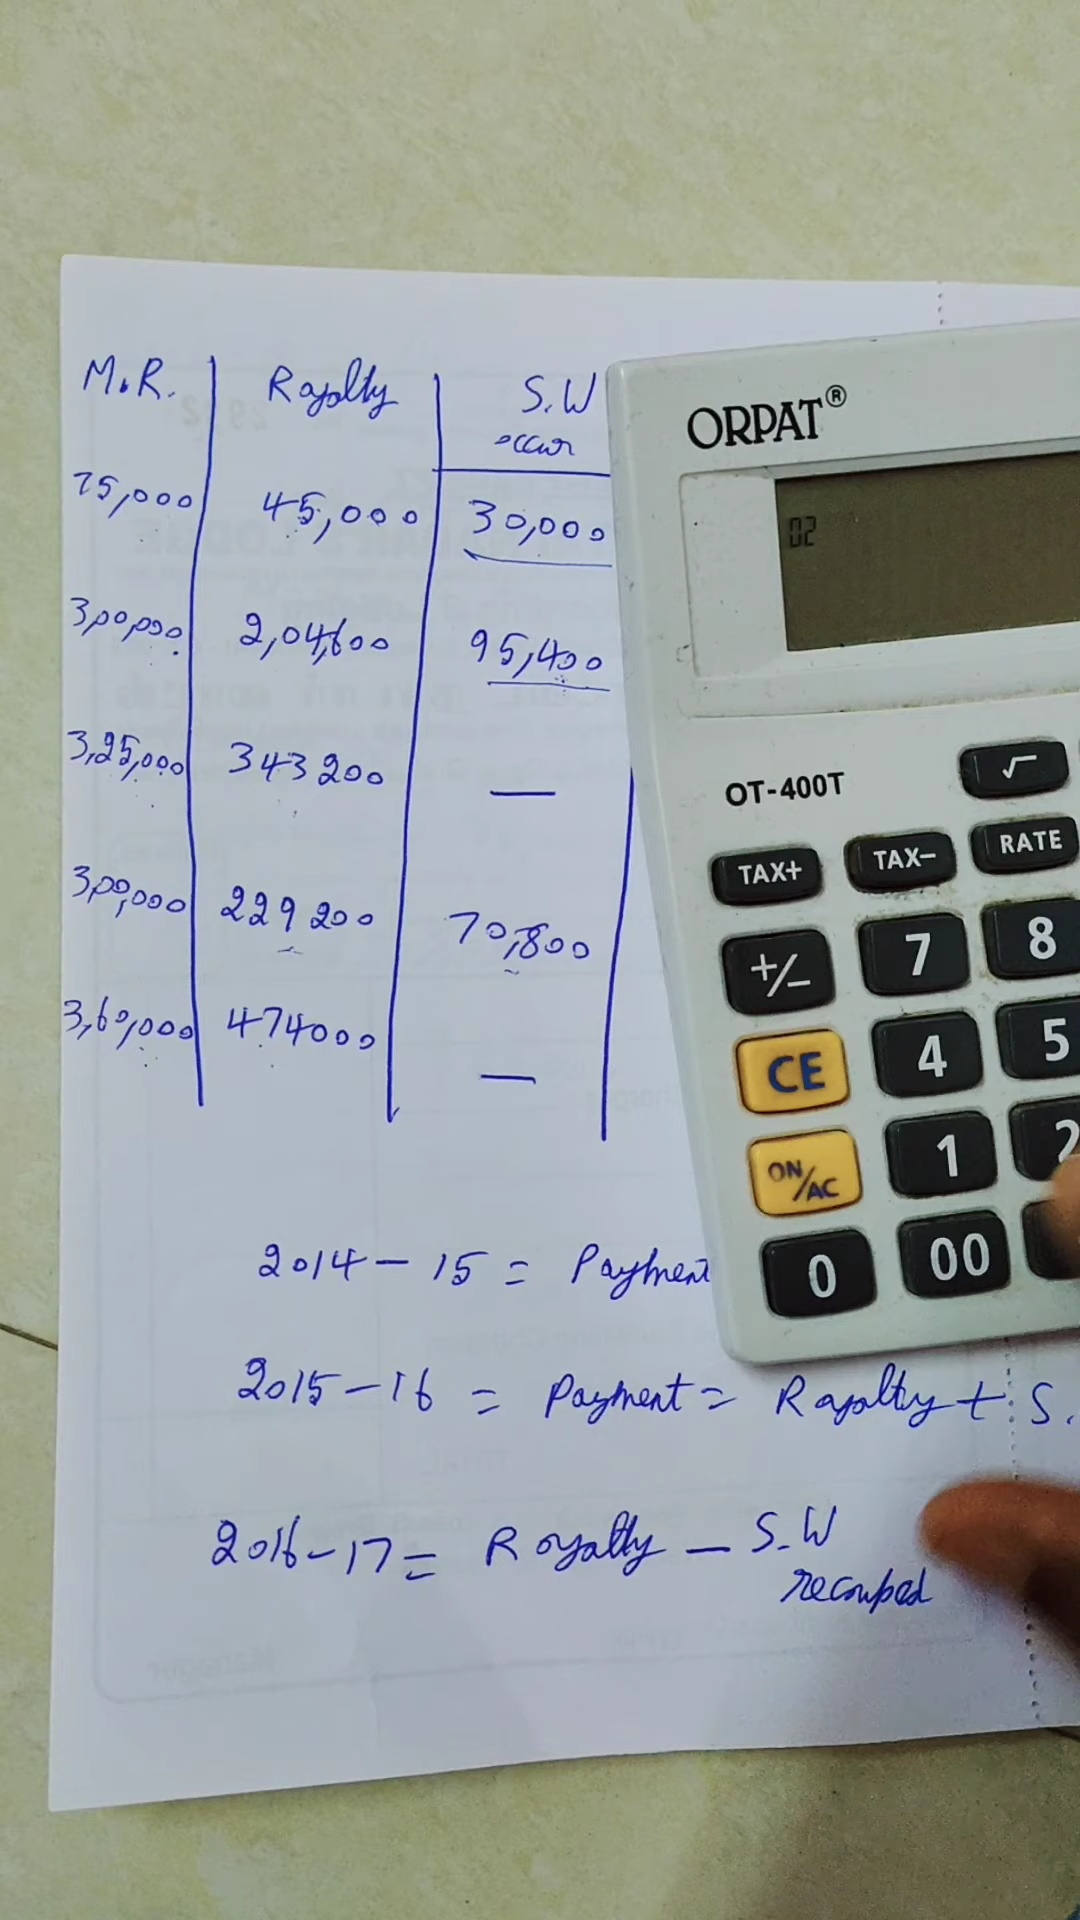 M.R. Royalty S.W
occur
75,000 45,000 30,000
3,00,000 2,04,600 95,400
3,25,000 343200 —
3,00,000 229200 70,800
3,60,000 474000 —
2014-15 = Payment
2015-16 = Payment = Royalty + S.
2016-17 = Royalty - S.W
recouped
ORPAT®
02
OT-400T √
TAX+ TAX- RATE
+/- 7 8
CE 4 5
ON/AC 1 2
0 00